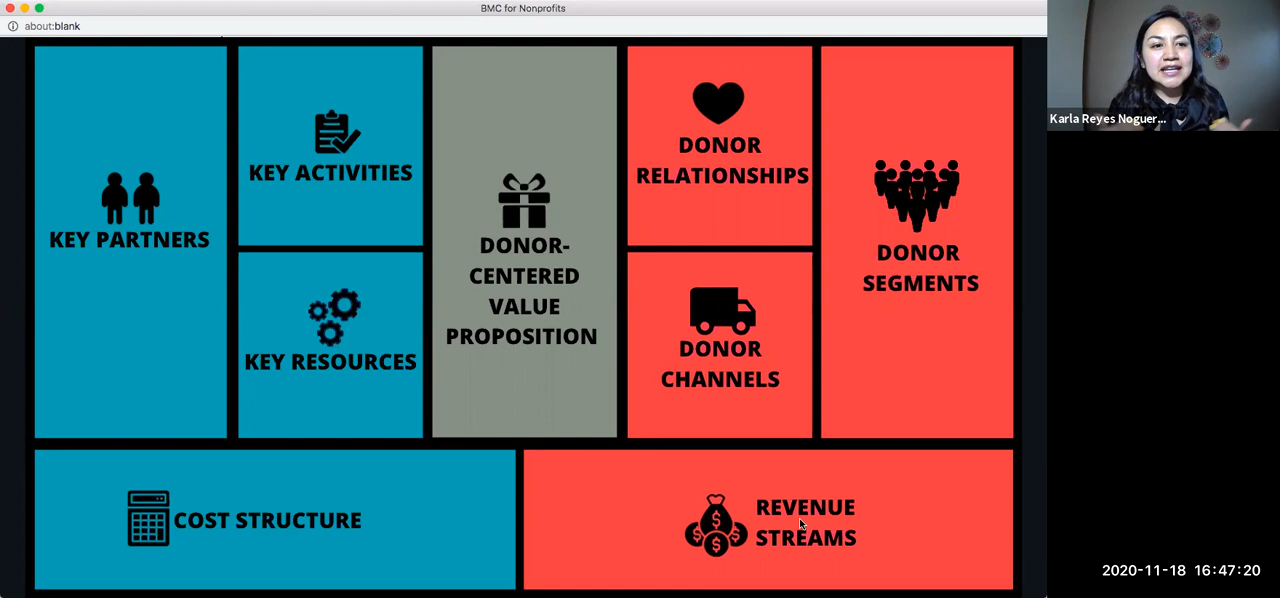 BMC for Nonprofits
about:blank
KEY PARTNERS
KEY ACTIVITIES
KEY RESOURCES
DONOR-
CENTERED
VALUE
PROPOSITION
DONOR
RELATIONSHIPS
DONOR
CHANNELS
DONOR
SEGMENTS
COST STRUCTURE
$
$
$
$
REVENUE
STREAMS
Karla Reyes Noguer...
2020-11-18 16:47:20